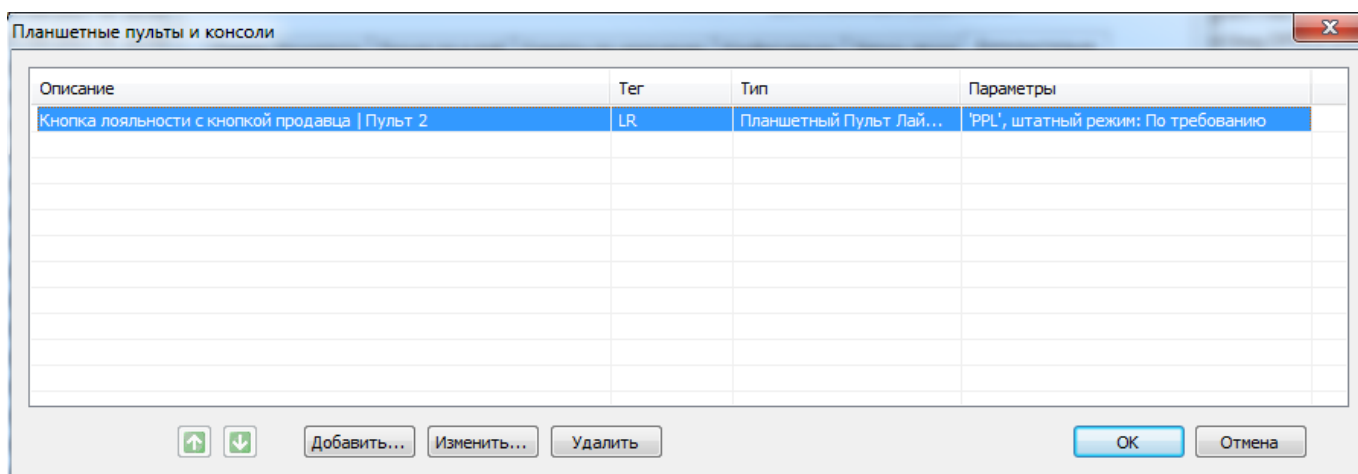 Планшетные пульты и консоли
Описание Тег Тип Параметры
Кнопка лояльности с кнопкой продавца | Пульт 2 LR Планшетный Пульт Лай... 'PPL', штатный режим: По требованию
Добавить... Изменить... Удалить OK Отмена